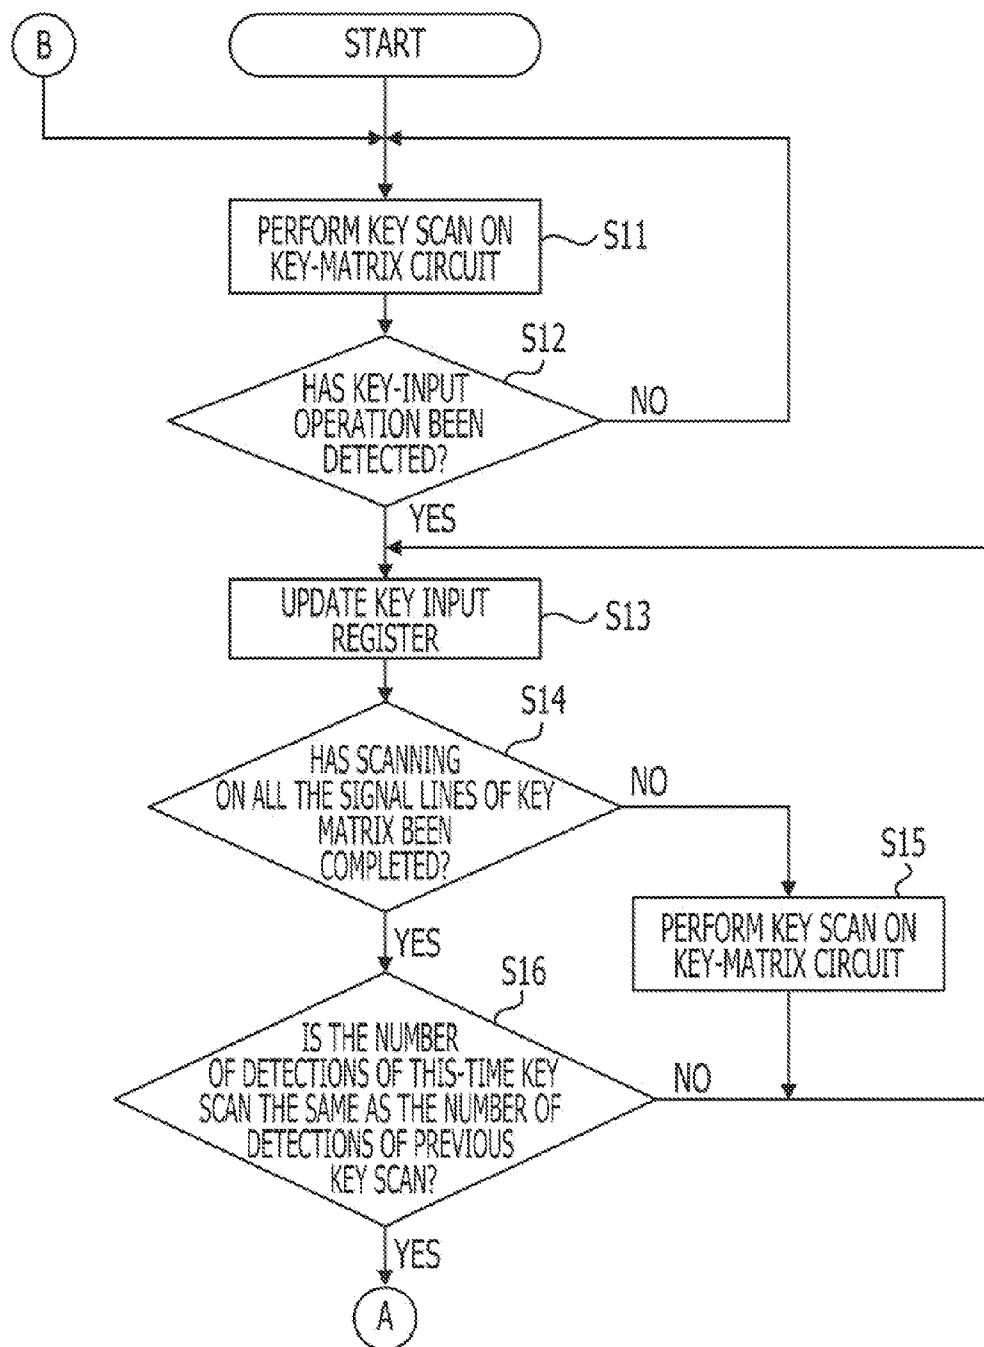 B
START
PERFORM KEY SCAN ON
KEY-MATRIX CIRCUIT
S11
S12
HAS KEY-INPUT
OPERATION BEEN
DETECTED?
NO
YES
UPDATE KEY INPUT
REGISTER
S13
S14
HAS SCANNING
ON ALL THE SIGNAL LINES OF KEY
MATRIX BEEN
COMPLETED?
NO
S15
PERFORM KEY SCAN ON
KEY-MATRIX CIRCUIT
YES
S16
IS THE NUMBER
OF DETECTIONS OF THIS-TIME KEY
SCAN THE SAME AS THE NUMBER OF
DETECTIONS OF PREVIOUS
KEY SCAN?
NO
YES
A